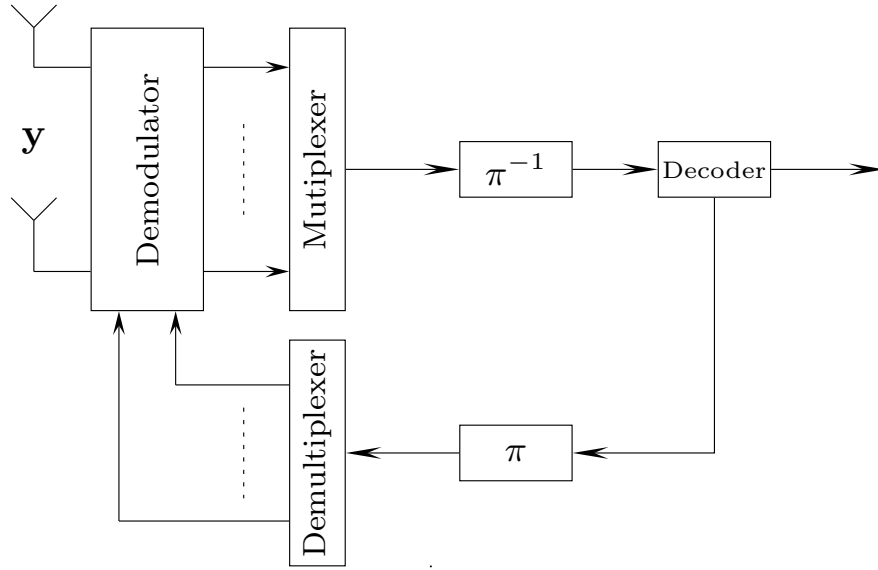 y
Demodulator
Mutiplexer
π⁻¹
Decoder
Demultiplexer
π